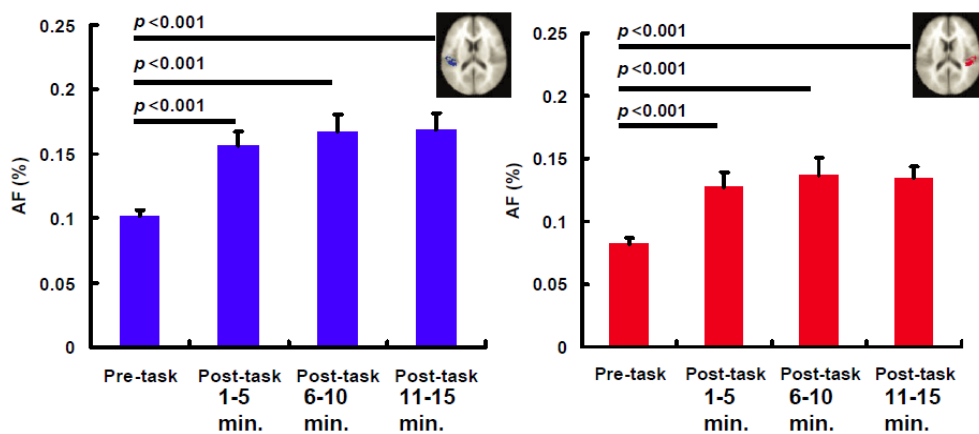 0.25
0.2
0.15
0.1
0.05
0
AF (%)
p <0.001
p <0.001
p <0.001
Pre-task
Post-task
1-5
min.
Post-task
6-10
min.
Post-task
11-15
min.
0.25
0.2
0.15
0.1
0.05
0
AF (%)
p <0.001
p <0.001
p <0.001
Pre-task
Post-task
1-5
min.
Post-task
6-10
min.
Post-task
11-15
min.